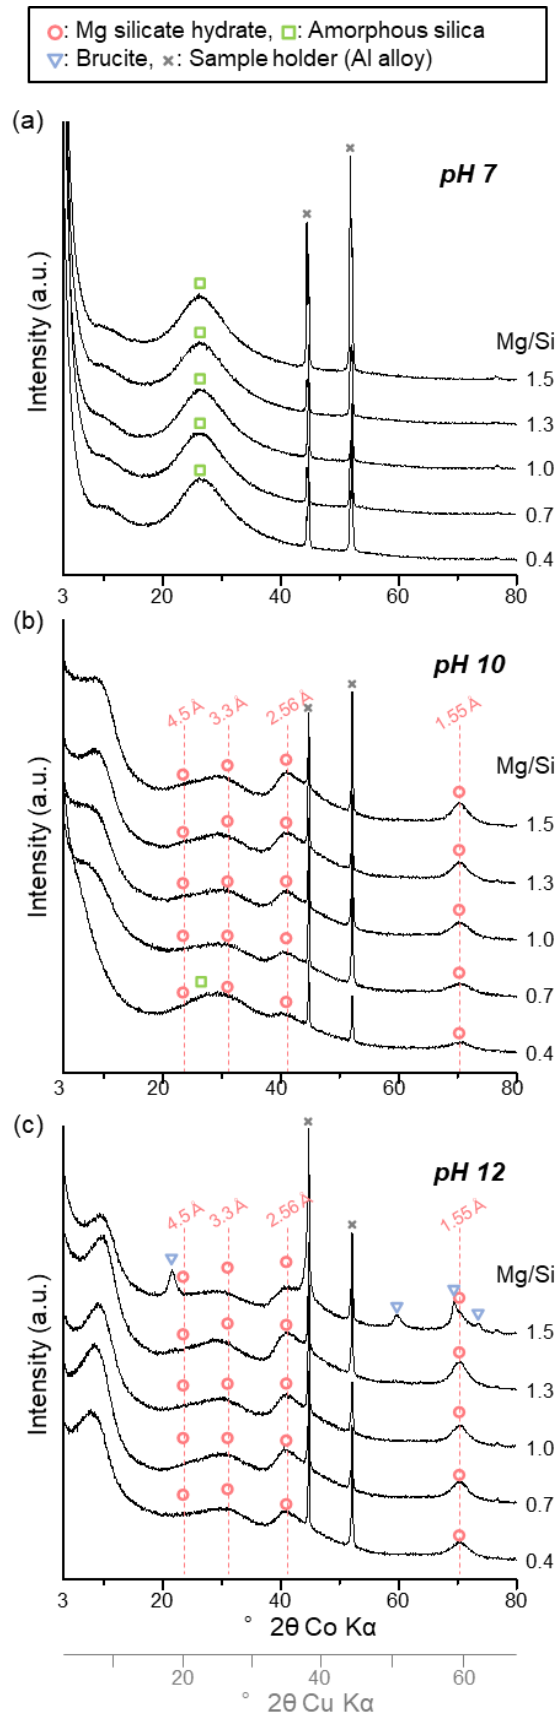 : Mg silicate hydrate, : Amorphous silica
: Brucite, : Sample holder (Al alloy)
(a)
pH 7
Intensity (a.u.)
Mg/Si
1.5
1.3
1.0
0.7
0.4
3 20 40 60 80
(b)
pH 10
4.5 Å 3.3 Å 2.56 Å 1.55 Å
Intensity (a.u.)
Mg/Si
1.5
1.3
1.0
0.7
0.4
3 20 40 60 80
(c)
pH 12
4.5 Å 3.3 Å 2.56 Å 1.55 Å
Intensity (a.u.)
Mg/Si
1.5
1.3
1.0
0.7
0.4
3 20 40 60 80
° 2θ Co Kα
20 40 60
° 2θ Cu Kα